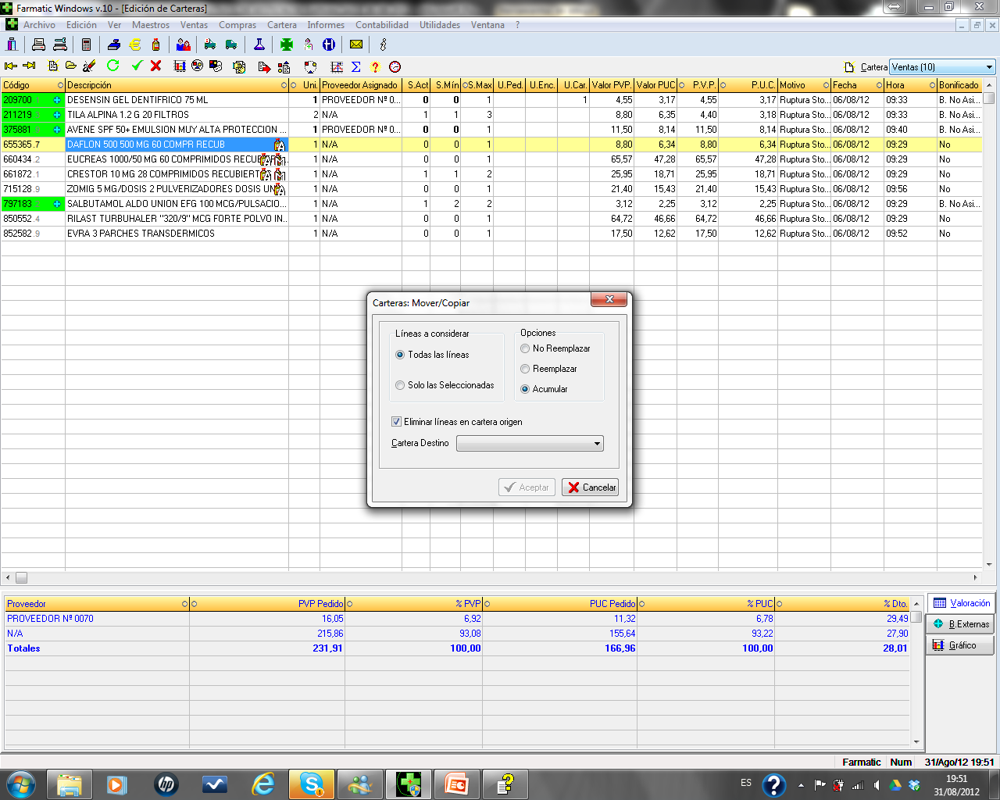 Farmatic Windows v.10 - [Edición de Carteras]
Archivo Edición Ver Maestros Ventas Compras Cartera Informes Contabilidad Utilidades Ventana ?
Cartera Ventas (10)
Código Descripción Uni. Proveedor Asignado S.Act S.Mín S.Max U.Ped. U.Enc. U.Car. Valor PVP. Valor PUC P.V.P. P.U.C. Motivo Fecha Hora Bonificado
209700.1 DESENSIN GEL DENTIFRICO 75 ML 1 PROVEEDOR Nº 0... 0 0 1 1 4,55 3,17 4,55 3,17 Ruptura Sto... 06/08/12 09:33 B. No Asi...
211219.3 TILA ALPINA 1.2 G 20 FILTROS 2 N/A 1 1 3 8,80 6,35 4,40 3,18 Ruptura Sto... 06/08/12 09:33 B. No Asi...
375881 AVENE SPF 50+ EMULSION MUY ALTA PROTECCION ... 1 PROVEEDOR Nº 0... 0 0 1 11,50 8,14 11,50 8,14 Ruptura Sto... 06/08/12 09:40 B. No Asi...
655365.7 DAFLON 500 500 MG 60 COMPR RECUB 1 N/A 0 0 1 8,80 6,34 8,80 6,34 Ruptura Sto... 06/08/12 09:29 No
660434.2 EUCREAS 1000/50 MG 60 COMPRIMIDOS 1 N/A 0 0 1 65,57 47,28 65,57 47,28 Ruptura Sto... 06/08/12 09:29 No
661872.1 CRESTOR 10 MG 28 COMPRIMIDOS RECUBIERT 1 N/A 1 1 2 25,95 18,71 25,95 18,71 Ruptura Sto... 06/08/12 09:29 No
715128.9 ZOMIG 5 MG/DOSIS 2 PULVERIZADORES DOSIS UN 1 N/A 0 0 1 21,40 15,43 21,40 15,43 Ruptura Sto... 06/08/12 09:56 No
797183.2 SALBUTAMOL ALDO UNION EFG 100 MCG/PULSACIO... 1 N/A 1 2 2 3,12 2,25 3,12 2,25 Ruptura Sto... 06/08/12 09:29 B. No Asi...
850552.4 RILAST TURBUHALER "320/9" MCG FORTE POLVO IN... 1 N/A 0 0 1 64,72 46,66 64,72 46,66 Ruptura Sto... 06/08/12 09:29 No
852582.9 EVRA 3 PARCHES TRANSDERMICOS 1 N/A 0 0 1 17,50 12,62 17,50 12,62 Ruptura Sto... 06/08/12 09:52 No
Carteras: Mover/Copiar
Líneas a considerar
Todas las líneas
Solo las Seleccionadas
Opciones
No Reemplazar
Reemplazar
Acumular
Eliminar líneas en cartera origen
Cartera Destino
Aceptar Cancelar
Proveedor PVP Pedido % PVP PUC Pedido % PUC % Dto.
PROVEEDOR Nº 0070 16,05 6,92 11,32 6,78 29,49
N/A 215,86 93,08 155,64 93,22 27,90
Totales 231,91 100,00 166,96 100,00 28,01
Valoración
B.Externas
Gráfico
Farmatic Num 31/Ago/12 19:51
hp
ES
19:51
31/08/2012